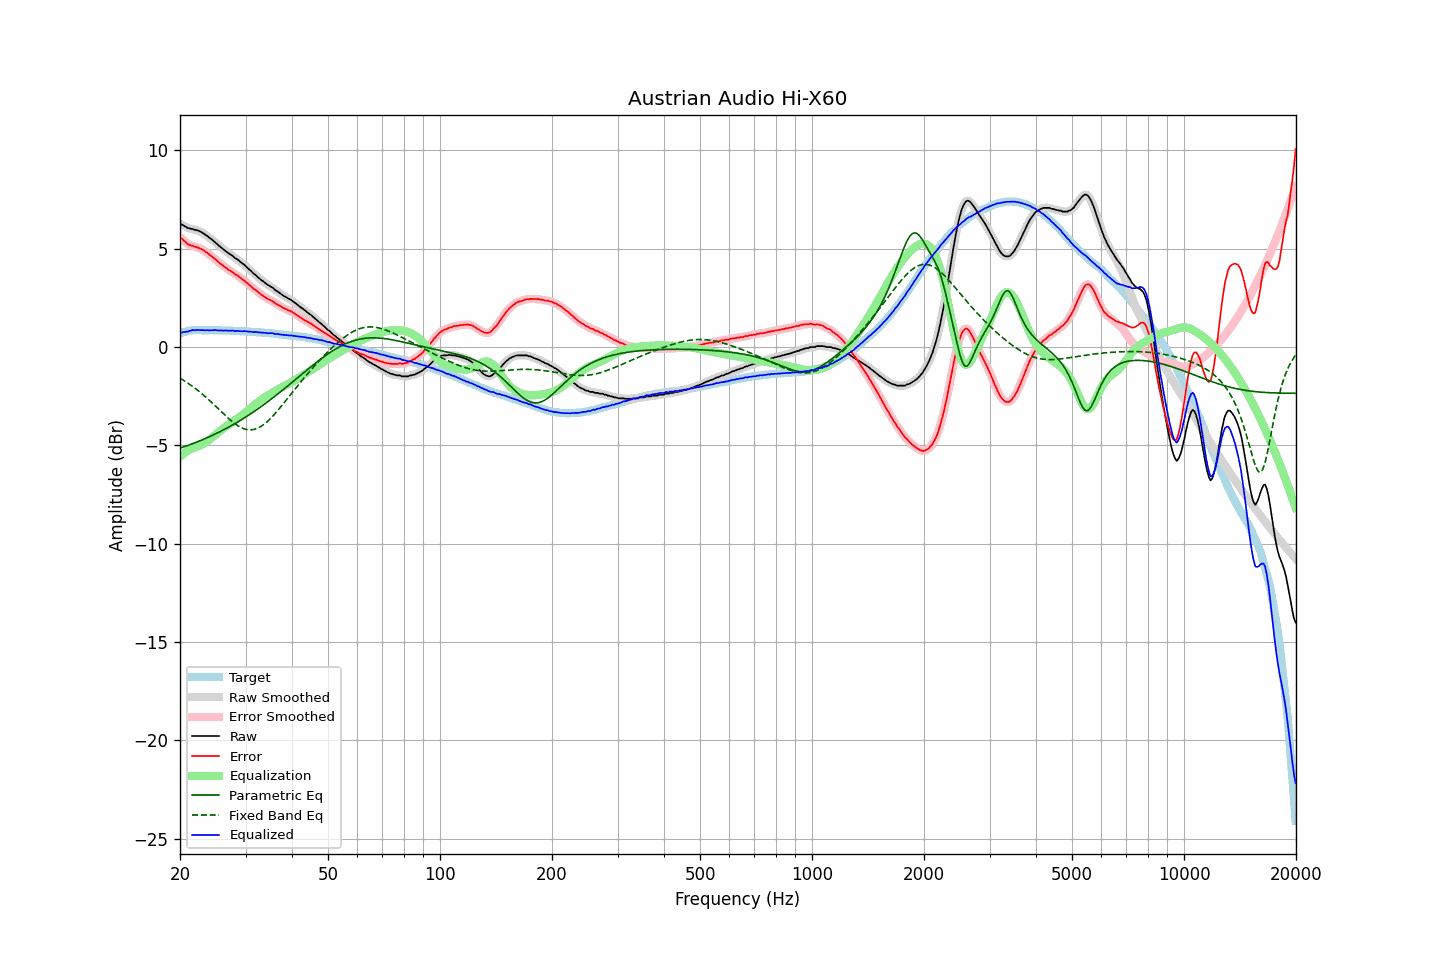 Austrian Audio Hi-X60
Amplitude (dBr)
10
5
0
−5
−10
−15
−20
−25
Target
Raw Smoothed
Error Smoothed
Raw
Error
Equalization
Parametric Eq
Fixed Band Eq
Equalized
20 50 100 200 500 1000 2000 5000 10000 20000
Frequency (Hz)